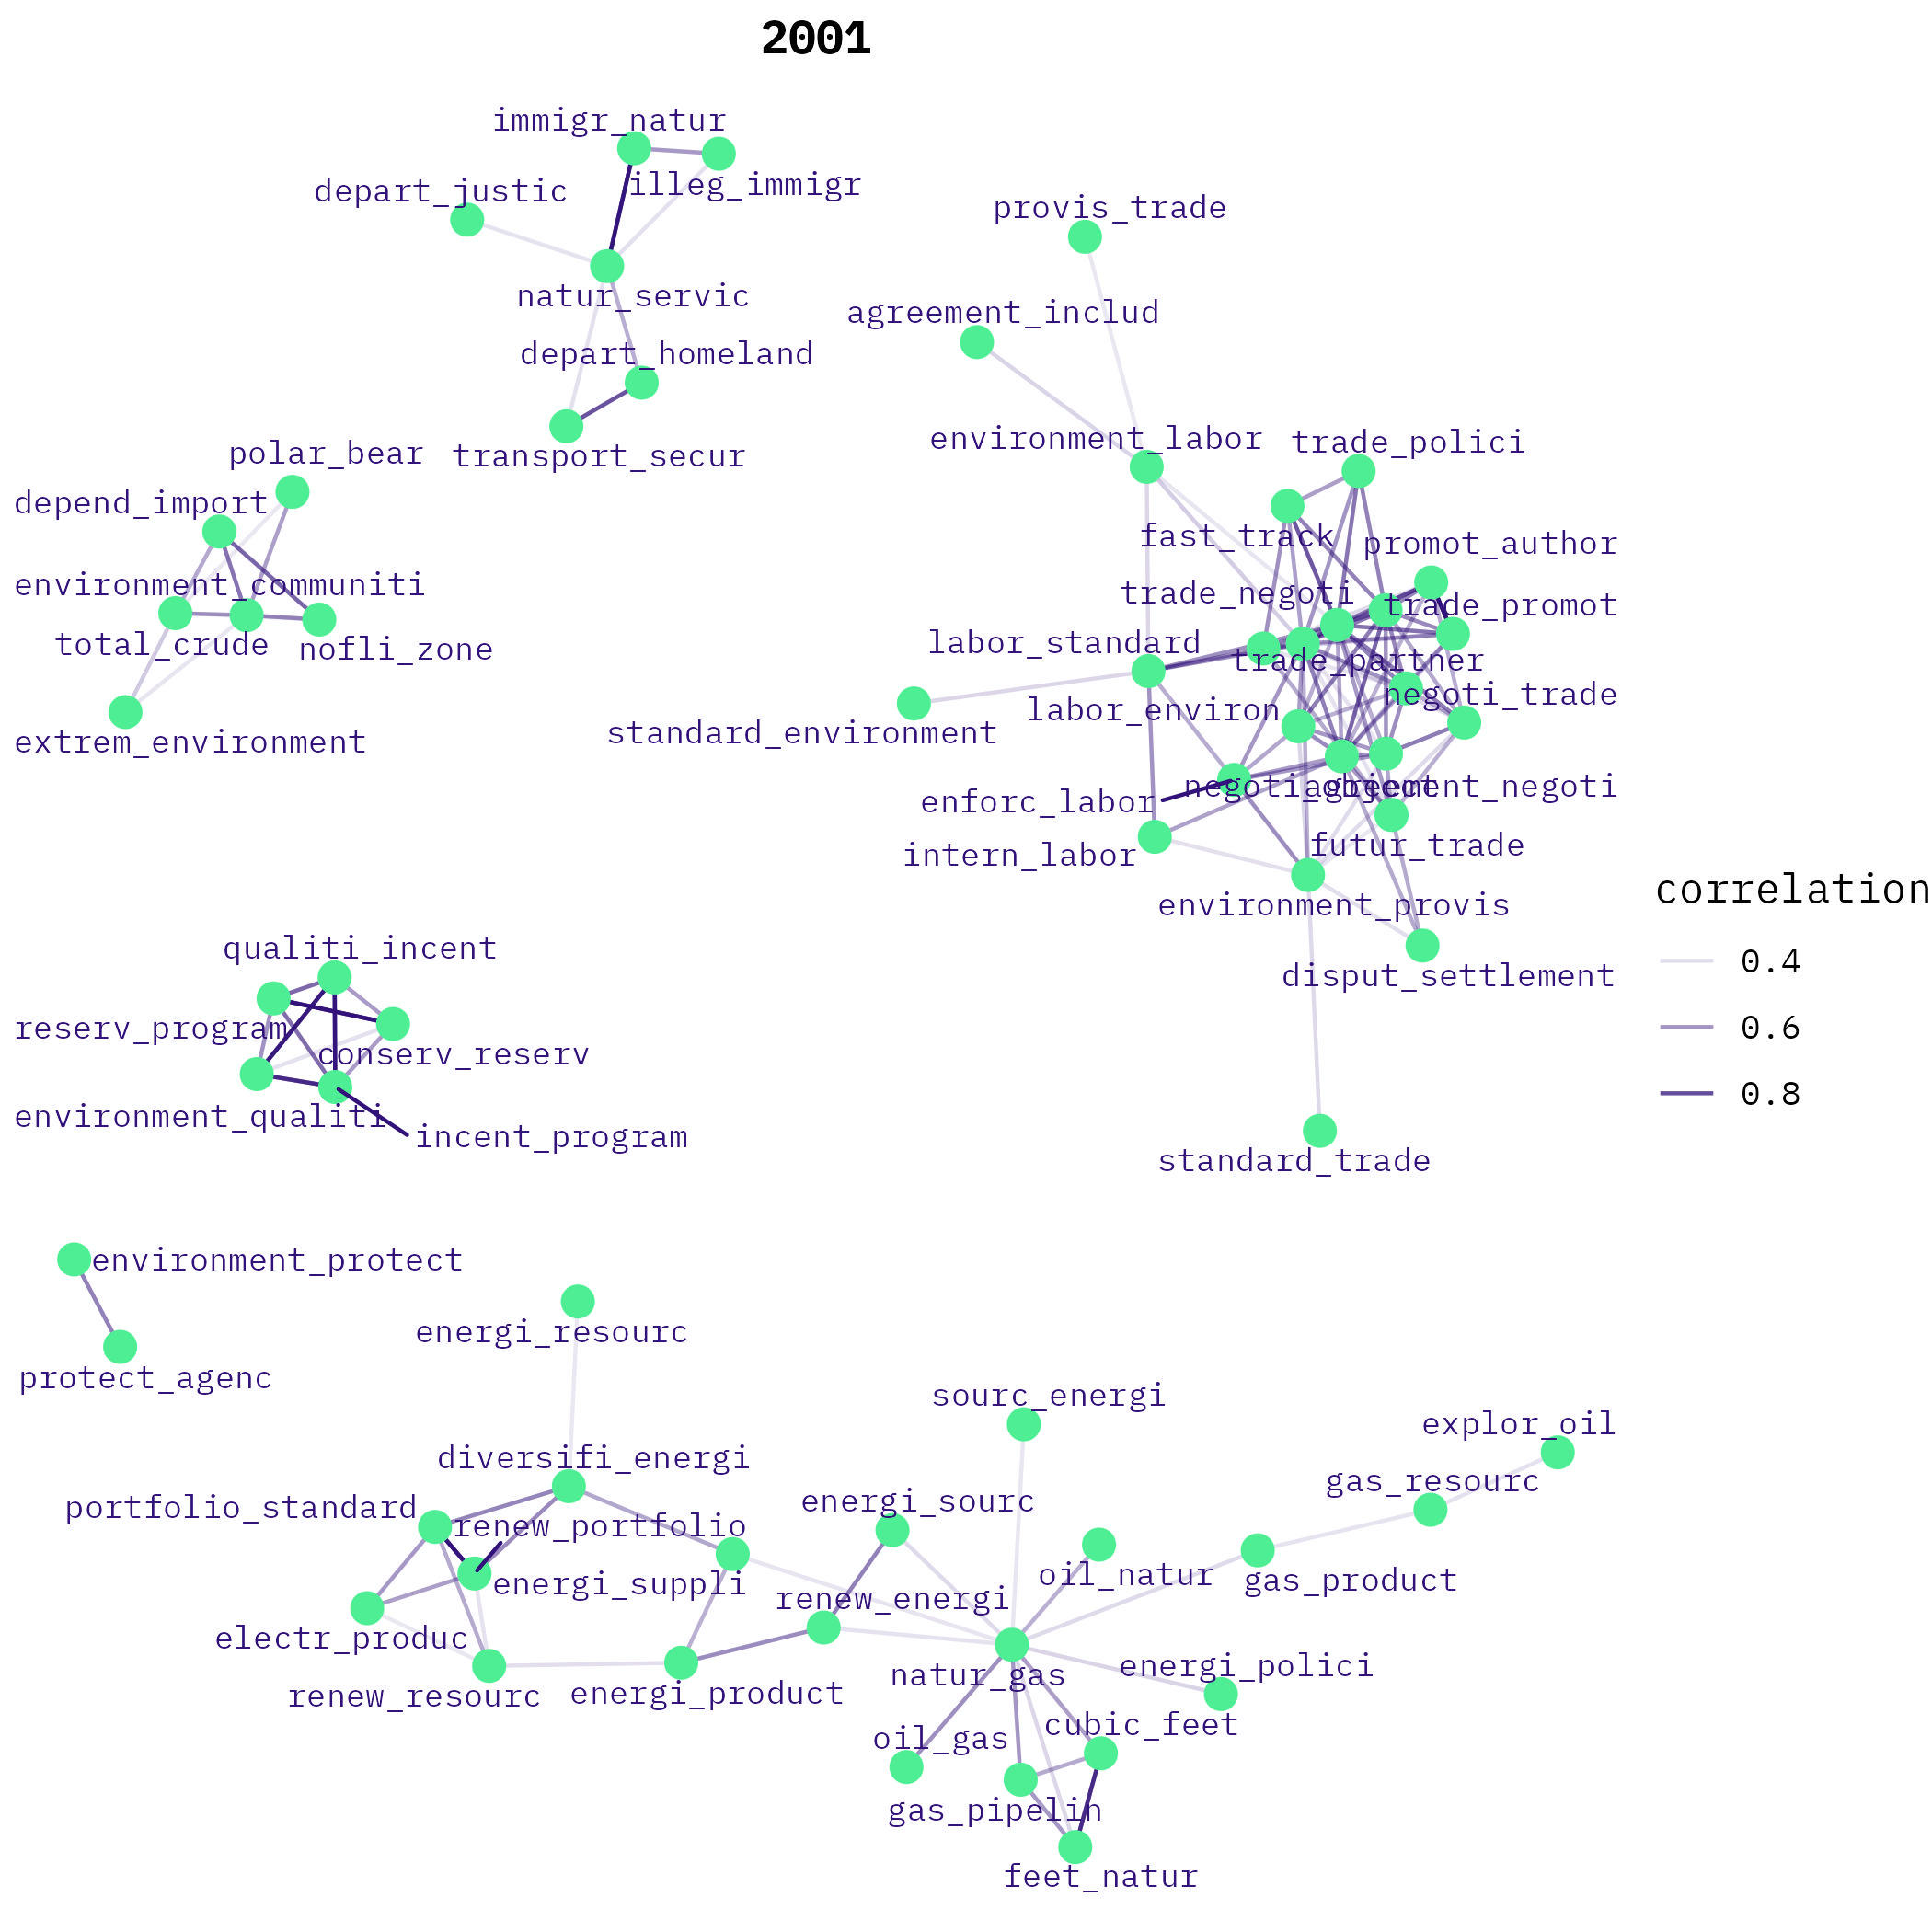 2001
immigr_natur
depart_justic
illeg_immigr
provis_trade
natur_servic
agreement_includ
depart_homeland
environment_labor
trade_polici
polar_bear
transport_secur
depend_import
fast_track
promot_author
environment_communiti
trade_negoti
trade_promot
total_crude
nofli_zone
labor_standard
trade_partner
negoti_trade
labor_environ
extrem_environment
standard_environment
negoti_object
agreement_negoti
enforc_labor
intern_labor
futur_trade
correlation
environment_provis
0.4
qualiti_incent
disput_settlement
reserv_program
0.6
conserv_reserv
0.8
environment_qualiti
incent_program
standard_trade
environment_protect
energi_resourc
protect_agenc
sourc_energi
explor_oil
diversifi_energi
gas_resourc
portfolio_standard
energi_sourc
renew_portfolio
oil_natur
gas_product
energi_suppli
renew_energi
electr_produc
natur_gas
energi_polici
renew_resourc
energi_product
cubic_feet
oil_gas
gas_pipelin
feet_natur